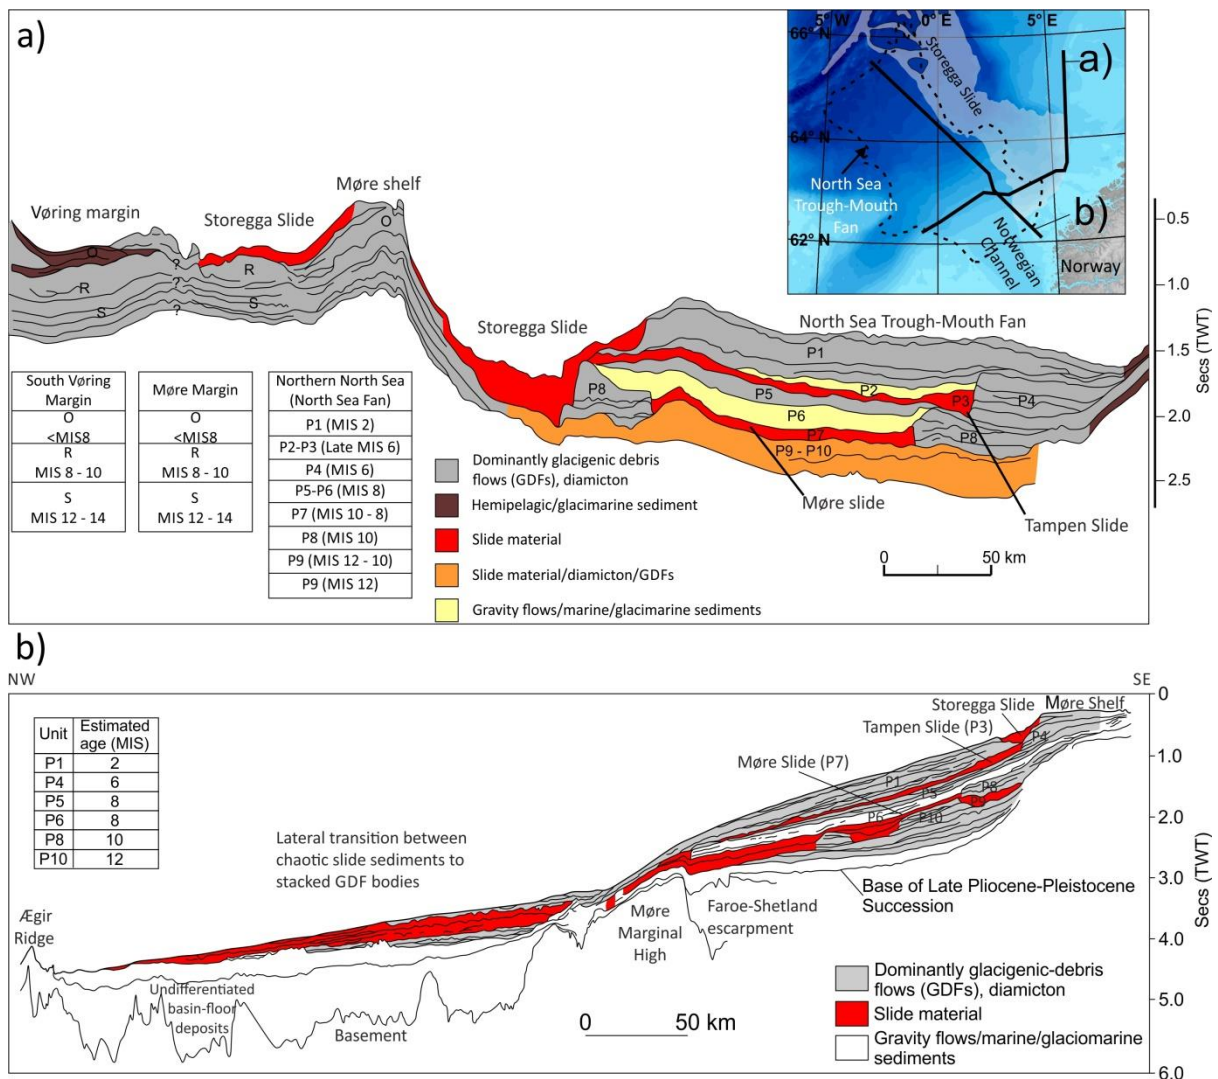 a)
5° W
0° E
5° E
66° N
Storegga Slide
a)
64° N
North Sea
Trough-Mouth
Fan
62° N
Norwegian
Channel
b)
Norway
Vøring margin
Storegga Slide
Møre shelf
Storegga Slide
North Sea Trough-Mouth Fan
O
R
S
?
?
?
R
S
O
P8
P1
P2
P5
P3
P4
P6
P7
P8
P9 - P10
Møre slide
Tampen Slide
0.5
1.0
1.5
2.0
2.5
Secs (TWT)
South Vøring
Margin
O
<MIS8
R
MIS 8 - 10
S
MIS 12 - 14
Møre Margin
O
<MIS8
R
MIS 8 - 10
S
MIS 12 - 14
Northern North Sea
(North Sea Fan)
P1 (MIS 2)
P2-P3 (Late MIS 6)
P4 (MIS 6)
P5-P6 (MIS 8)
P7 (MIS 10 - 8)
P8 (MIS 10)
P9 (MIS 12 - 10)
P9 (MIS 12)
Dominantly glacigenic debris
flows (GDFs), diamicton
Hemipelagic/glacimarine sediment
Slide material
Slide material/diamicton/GDFs
Gravity flows/marine/glacimarine sediments
0 50 km
b)
NW
SE
Unit Estimated
age (MIS)
P1 2
P4 6
P5 8
P6 8
P8 10
P10 12
Storegga Slide
Møre Shelf
Tampen Slide (P3)
Møre Slide (P7)
P4
P1
P5
P8
P9
P6
P10
Lateral transition between
chaotic slide sediments to
stacked GDF bodies
Base of Late Pliocene-Pleistocene
Succession
Ægir
Ridge
Møre
Marginal
High
Faroe-Shetland
escarpment
Undifferentiated
basin-floor
deposits
Basement
0 50 km
0
1.0
2.0
3.0
4.0
5.0
6.0
Secs (TWT)
Dominantly glacigenic-debris
flows (GDFs), diamicton
Slide material
Gravity flows/marine/glaciomarine
sediments